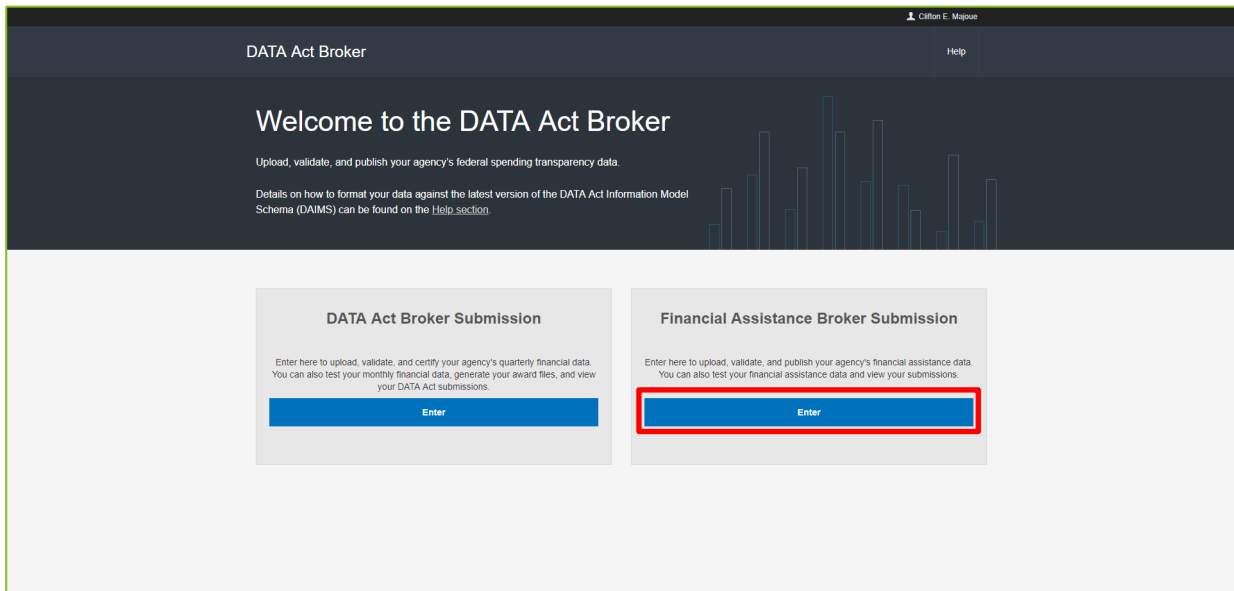 Clifton E. Majoue
DATA Act Broker
Help
Welcome to the DATA Act Broker
Upload, validate, and publish your agency's federal spending transparency data.
Details on how to format your data against the latest version of the DATA Act Information Model
Schema (DAIMS) can be found on the Help section.
DATA Act Broker Submission
Enter here to upload, validate, and certify your agency's quarterly financial data.
You can also test your monthly financial data, generate your award files, and view
your DATA Act submissions.
Enter
Financial Assistance Broker Submission
Enter here to upload, validate, and publish your agency's financial assistance data.
You can also test your financial assistance data and view your submissions.
Enter